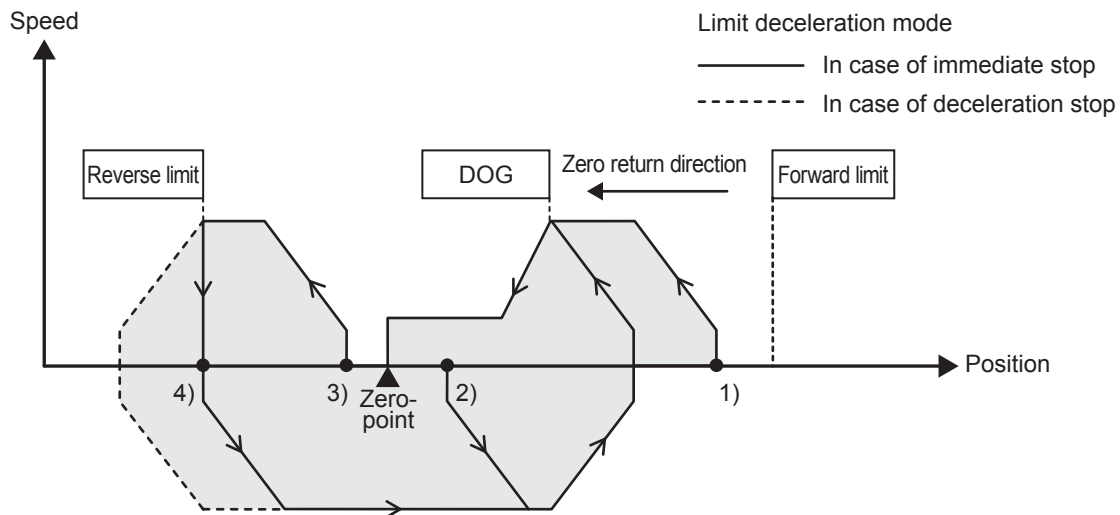 Speed
Limit deceleration mode
In case of immediate stop
In case of deceleration stop
Reverse limit
DOG
Zero return direction
Forward limit
Position
4)
3)
Zero-
point
2)
1)